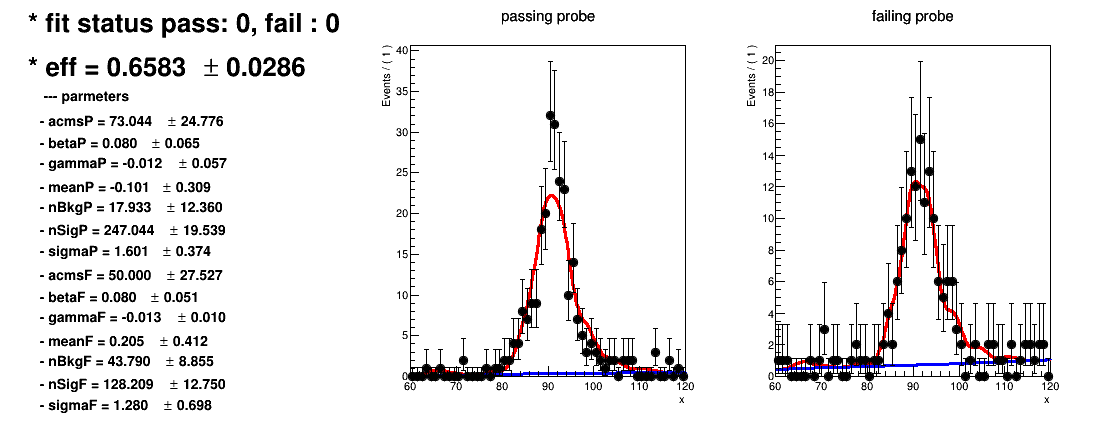 * fit status pass: 0, fail : 0
* eff = 0.6583 ± 0.0286
--- parmeters
- acmsP = 73.044 ± 24.776
- betaP = 0.080 ± 0.065
- gammaP = -0.012 ± 0.057
- meanP = -0.101 ± 0.309
- nBkgP = 17.933 ± 12.360
- nSigP = 247.044 ± 19.539
- sigmaP = 1.601 ± 0.374
- acmsF = 50.000 ± 27.527
- betaF = 0.080 ± 0.051
- gammaF = -0.013 ± 0.010
- meanF = 0.205 ± 0.412
- nBkgF = 43.790 ± 8.855
- nSigF = 128.209 ± 12.750
- sigmaF = 1.280 ± 0.698
passing probe
Events / ( 1 )
40
35
30
25
20
15
10
5
0
60 70 80 90 100 110 120
x
failing probe
Events / ( 1 )
20
18
16
14
12
10
8
6
4
2
0
60 70 80 90 100 110 120
x